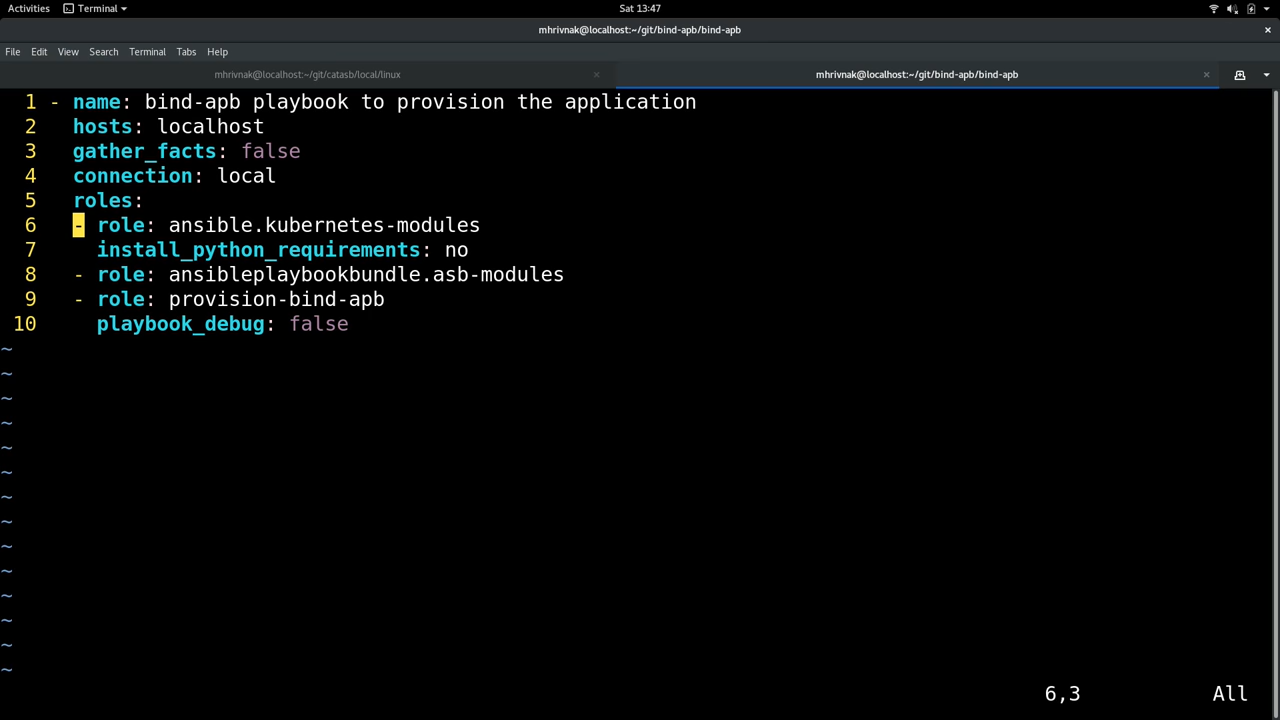 Activities Terminal Sat 13:47
mhrivnak@localhost:~/git/bind-apb/bind-apb ×
File Edit View Search Terminal Tabs Help
mhrivnak@localhost:~/git/catasb/local/linux × mhrivnak@localhost:~/git/bind-apb/bind-apb ×
1 - name: bind-apb playbook to provision the application
2 hosts: localhost
3 gather_facts: false
4 connection: local
5 roles:
6 - role: ansible.kubernetes-modules
7 install_python_requirements: no
8 - role: ansibleplaybookbundle.asb-modules
9 - role: provision-bind-apb
10 playbook_debug: false
~
~
~
~
~
~
~
~
~
~
~
~
~
~
6,3 All